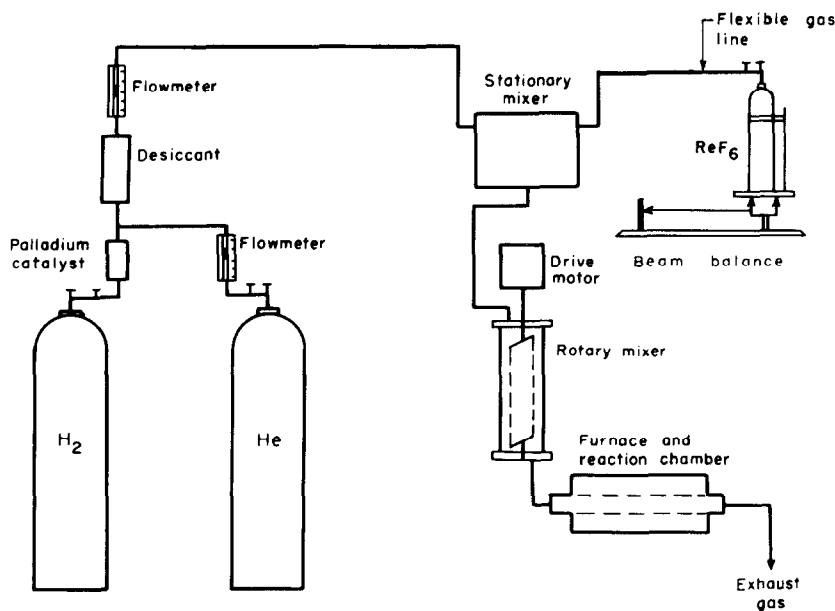 Flexible gas
line
Flowmeter
Stationary
mixer
Desiccant
ReF6
Palladium
catalyst
Flowmeter
Drive
motor
Beam balance
Rotary mixer
H2
He
Furnace and
reaction chamber
Exhaust
gas